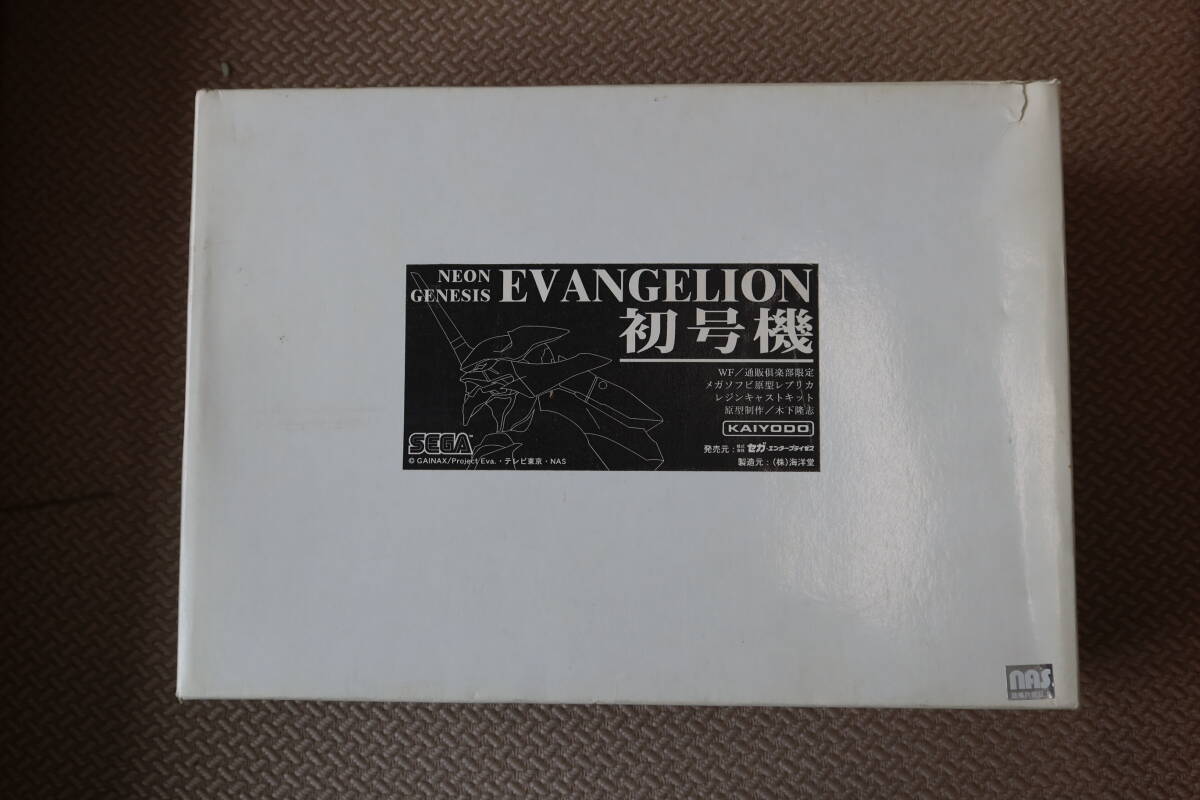 NEON
GENESIS EVANGELION
初号機
WF／通販倶楽部限定
メガソフビ原型レプリカ
レジンキャストキット
原型制作／木下隆志
KAIYODO
SEGA
発売元：株式会社 セガ・エンタープライゼス
© GAINAX/Project Eva.・テレビ東京・NAS
製造元：(株)海洋堂
nas